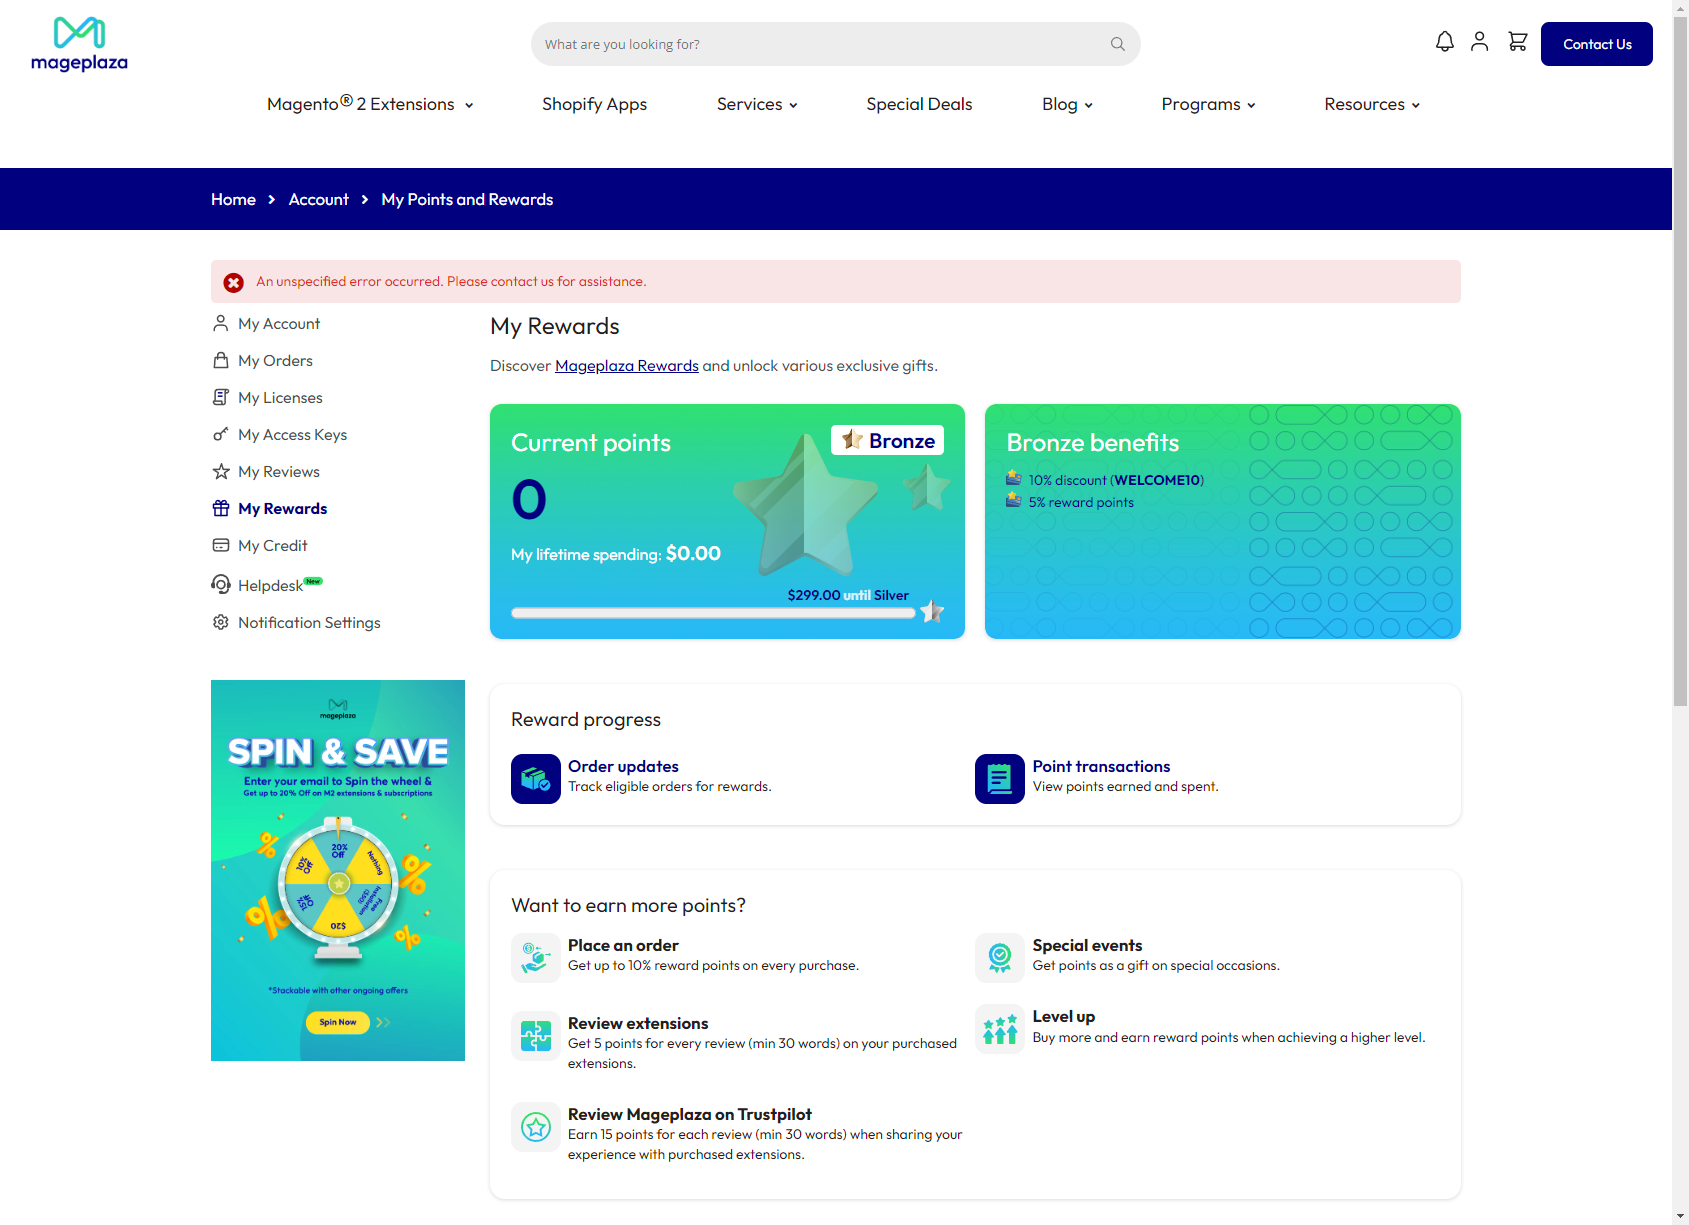 mageplaza
What are you looking for?
Contact Us
Magento® 2 Extensions
Shopify Apps
Services
Special Deals
Blog
Programs
Resources
Home
Account
My Points and Rewards
An unspecified error occurred. Please contact us for assistance.
My Account
My Orders
My Licenses
My Access Keys
My Reviews
My Rewards
My Credit
Helpdesk New
Notification Settings
My Rewards
Discover Mageplaza Rewards and unlock various exclusive gifts.
Current points
Bronze
0
My lifetime spending: $0.00
$299.00 until Silver
Bronze benefits
10% discount (WELCOME10)
5% reward points
mageplaza
SPIN & SAVE
Enter your email to Spin the wheel &
Get up to 20% Off on M2 extensions & subscriptions
20% Off
Nothing
Free Installation ($50)
$20
15% Off
10% Off
*Stackable with other ongoing offers
Spin Now
Reward progress
Order updates
Track eligible orders for rewards.
Point transactions
View points earned and spent.
Want to earn more points?
Place an order
Get up to 10% reward points on every purchase.
Special events
Get points as a gift on special occasions.
Review extensions
Get 5 points for every review (min 30 words) on your purchased
extensions.
Level up
Buy more and earn reward points when achieving a higher level.
Review Mageplaza on Trustpilot
Earn 15 points for each review (min 30 words) when sharing your
experience with purchased extensions.